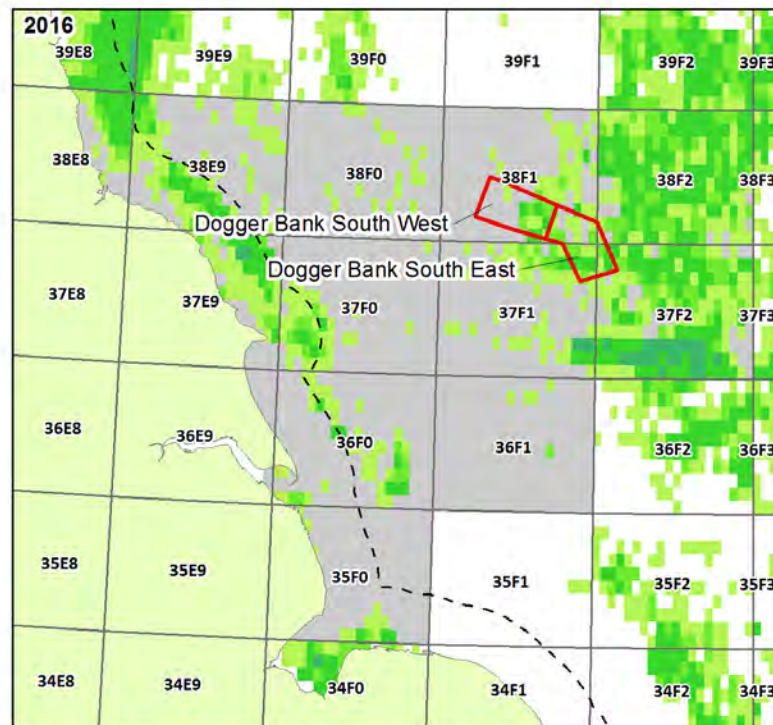 2016
39E8
39E9
39F0
39F1
39F2
39F3
38E8
38E9
38F0
38F1
38F2
38F3
Dogger Bank South West
Dogger Bank South East
37E8
37E9
37F0
37F1
37F2
37F3
36E8
36E9
36F0
36F1
36F2
36F3
35E8
35E9
35F0
35F1
35F2
35F3
34E8
34E9
34F0
34F1
34F2
34F3